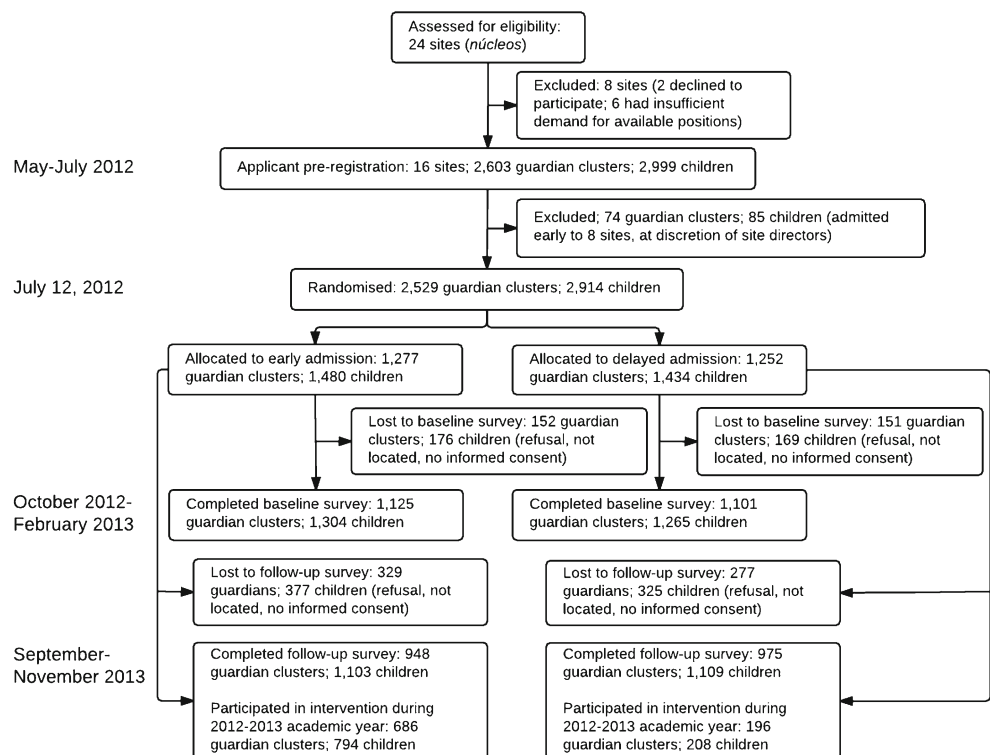 Assessed for eligibility:
24 sites (núcleos)
Excluded: 8 sites (2 declined to
participate; 6 had insufficient
demand for available positions)
May-July 2012
Applicant pre-registration: 16 sites; 2,603 guardian clusters; 2,999 children
Excluded; 74 guardian clusters; 85 children (admitted
early to 8 sites, at discretion of site directors)
July 12, 2012
Randomised: 2,529 guardian clusters; 2,914 children
Allocated to early admission: 1,277
guardian clusters; 1,480 children
Allocated to delayed admission: 1,252
guardian clusters; 1,434 children
Lost to baseline survey: 152 guardian
clusters; 176 children (refusal, not
located, no informed consent)
Lost to baseline survey: 151 guardian
clusters; 169 children (refusal, not
located, no informed consent)
October 2012-
February 2013
Completed baseline survey: 1,125
guardian clusters; 1,304 children
Completed baseline survey: 1,101
guardian clusters; 1,265 children
Lost to follow-up survey: 329
guardians; 377 children (refusal, not
located, no informed consent)
Lost to follow-up survey: 277
guardians; 325 children (refusal, not
located, no informed consent)
September-
November 2013
Completed follow-up survey: 948
guardian clusters; 1,103 children
Participated in intervention during
2012-2013 academic year: 686
guardian clusters; 794 children
Completed follow-up survey: 975
guardian clusters; 1,109 children
Participated in intervention during
2012-2013 academic year: 196
guardian clusters; 208 children